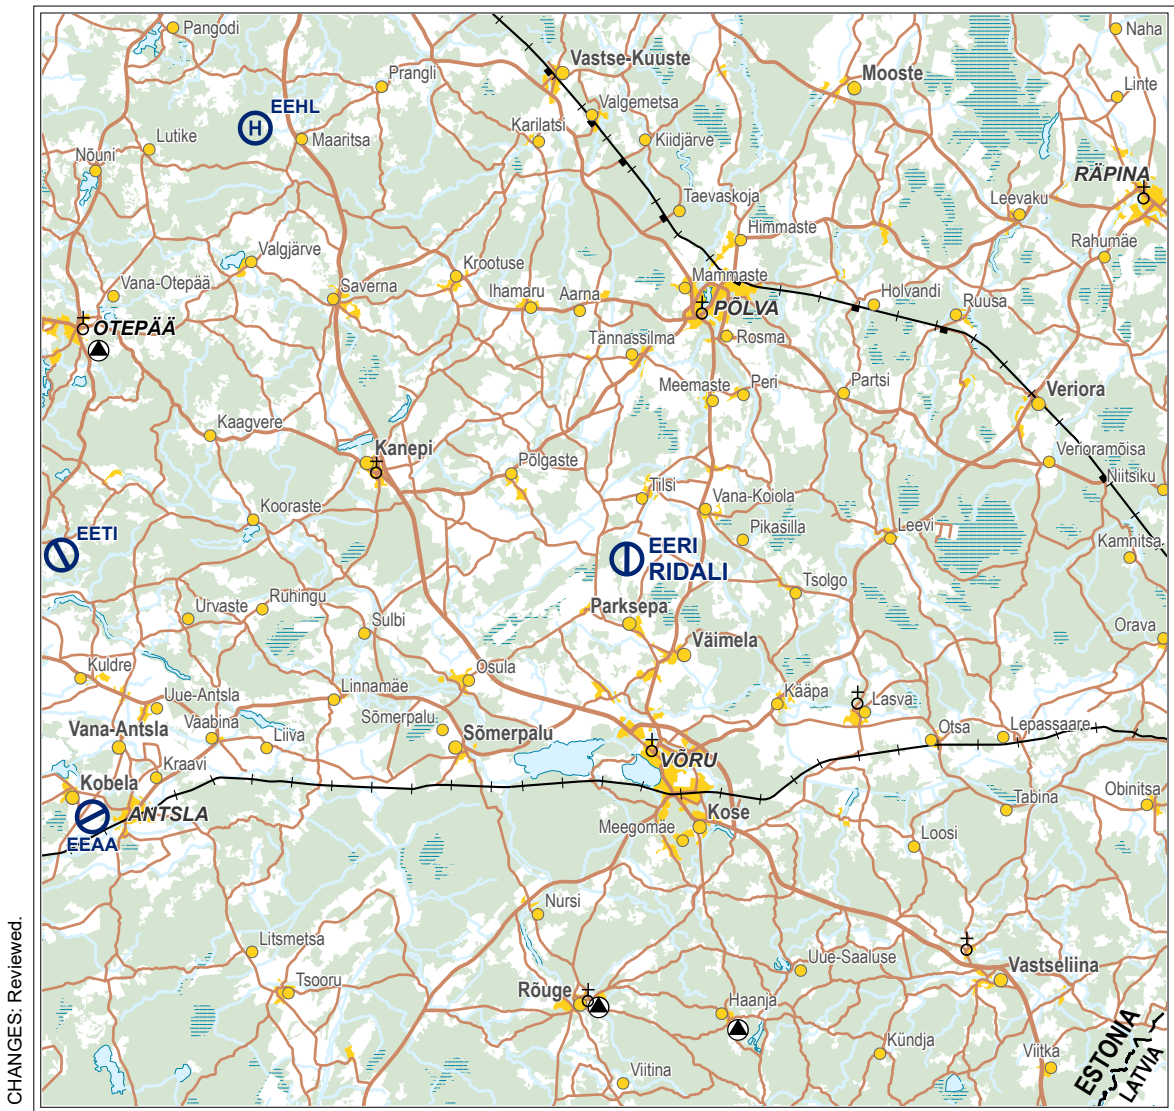 Pangodi
Naha
Vastse-Kuuste
Mooste
Prangli
Linte
EEHL
H
Valgemetsa
Lutike
Maaritsa
Karilatsi
Kiidjärve
Nõuni
RÄPINA
Taevaskoja
Leevaku
Himmaste
Rahumäe
Valgjärve
Krootuse
Mammaste
Vana-Otepää
Saverna
Ihamaru
Aarna
Holvandi
Ruusa
OTEPÄÄ
PÕLVA
Tännassilma
Rosma
Meemaste
Peri
Partsi
Veriora
Kaagvere
Kanepi
Põlgaste
Verioramõisa
Niitsiku
Tilsi
Vana-Koiola
Kooraste
Pikasilla
Leevi
EETI
EERI
RIDALI
Kamnitsa
Tsolgo
Urvaste
Ruhingu
Parksepa
Sulbi
Orava
Väimela
Kuldre
Osula
Linnamäe
Uue-Antsla
Kääpa
Lasva
Vana-Antsla
Vaabina
Liiva
Sõmerpalu
Sõmerpalu
Otsa
Lepassaare
Kraavi
VÕRU
Kobela
Obinitsa
ANTSLA
Kose
Tabina
EEAA
Meegomäe
Loosi
Nursi
Litsmetsa
Uue-Saaluse
Tsooru
Vastseliina
Rõuge
Haanja
Kündja
Viitka
Viitina
ESTONIA
LATVIA
CHANGES: Reviewed.